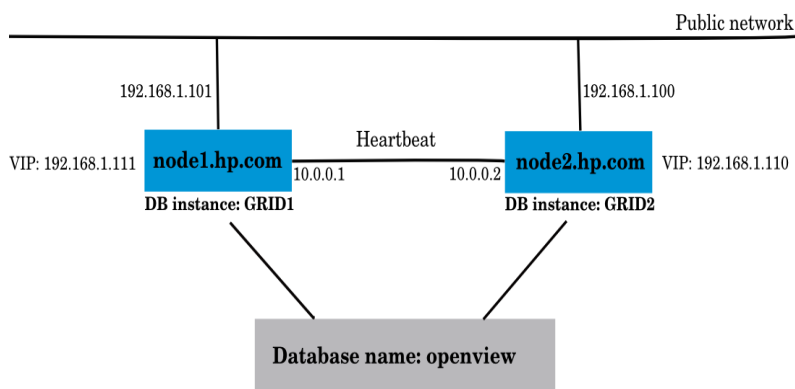 Public network
192.168.1.101
192.168.1.100
Heartbeat
VIP: 192.168.1.111
node1.hp.com
node2.hp.com
VIP: 192.168.1.110
10.0.0.1
10.0.0.2
DB instance: GRID1
DB instance: GRID2
Database name: openview